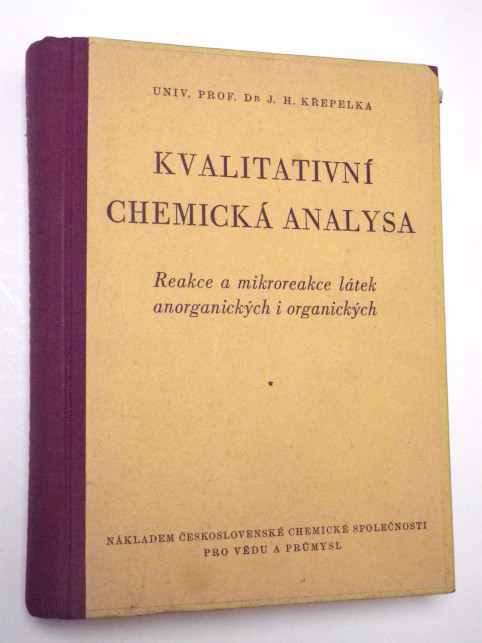 UNIV. PROF. DR J. H. KŘEPELKA
KVALITATIVNÍ
CHEMICKÁ ANALYSA
Reakce a mikroreakce látek
anorganických i organických
*
NÁKLADEM ČESKOSLOVENSKÉ CHEMICKÉ SPOLEČNOSTI
PRO VĚDU A PRŮMYSL